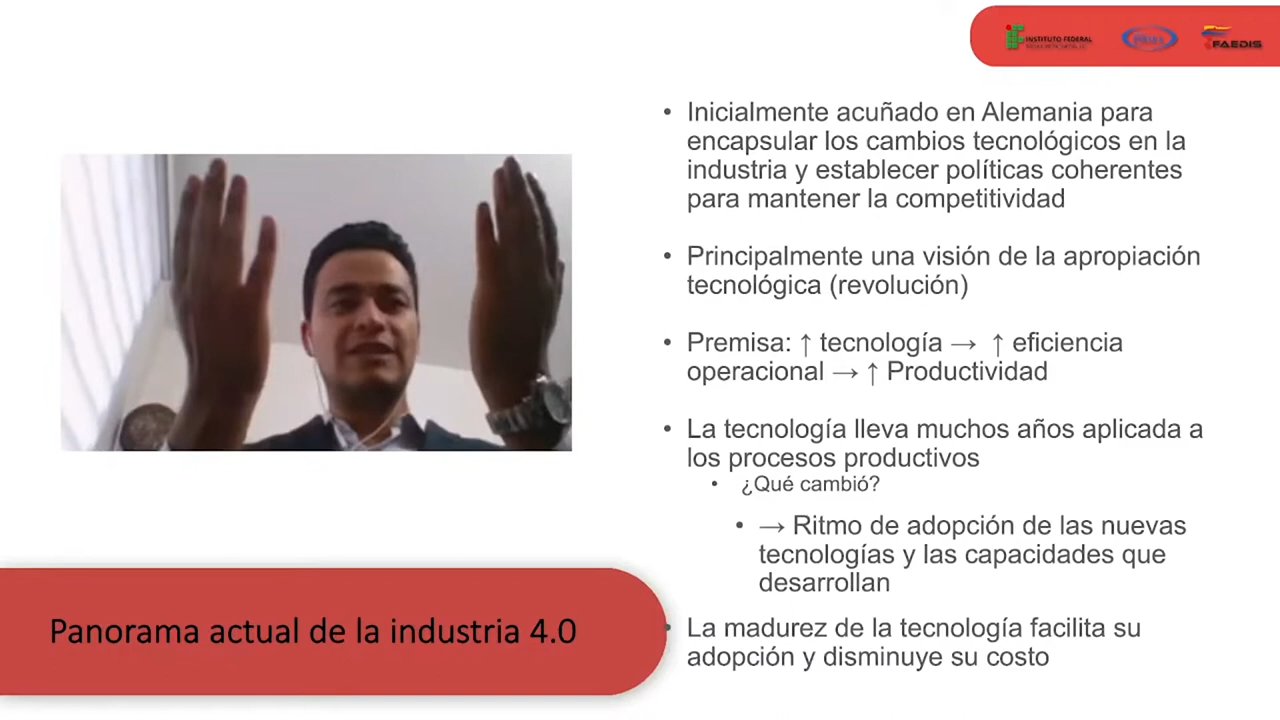 INSTITUTO FEDERAL
FAEDIS
• Inicialmente acuñado en Alemania para
encapsular los cambios tecnológicos en la
industria y establecer políticas coherentes
para mantener la competitividad
• Principalmente una visión de la apropiación
tecnológica (revolución)
• Premisa: ↑ tecnología → ↑ eficiencia
operacional → ↑ Productividad
• La tecnología lleva muchos años aplicada a
los procesos productivos
• ¿Qué cambió?
• → Ritmo de adopción de las nuevas
tecnologías y las capacidades que
desarrollan
• La madurez de la tecnología facilita su
adopción y disminuye su costo
Panorama actual de la industria 4.0